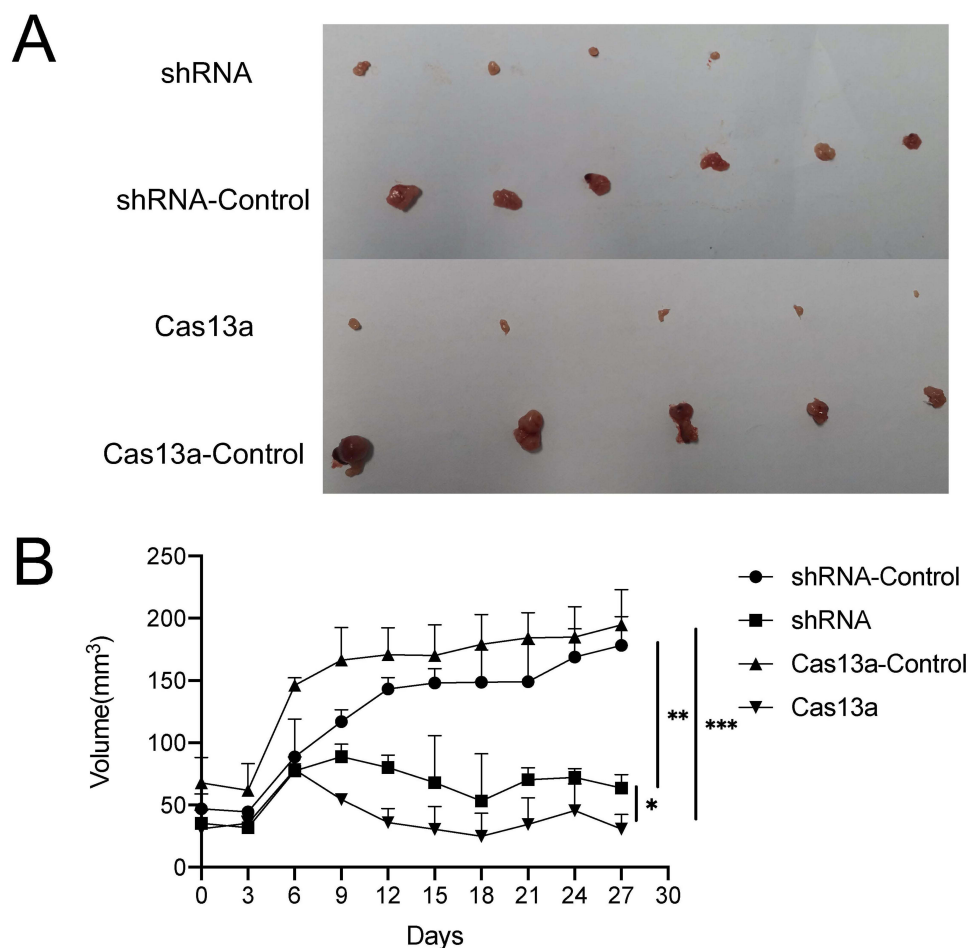 A
shRNA
shRNA-Control
Cas13a
Cas13a-Control
B
250
200
150
100
50
0
Volume(mm³)
0 3 6 9 12 15 18 21 24 27 30
Days
shRNA-Control
shRNA
Cas13a-Control
Cas13a
**
***
*